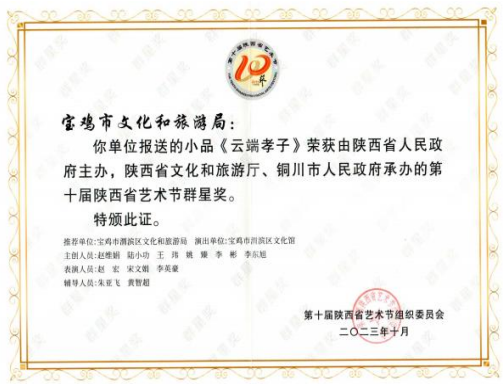 宝鸡市文化和旅游局：
你单位报送的小品《云端孝子》荣获由陕西省人民政
府主办，陕西省文化和旅游厅、铜川市人民政府承办的第
十届陕西省艺术节群星奖。
特颁此证。
推荐单位:宝鸡市渭滨区文化和旅游局 演出单位:宝鸡市渭滨区文化馆
主创人员:赵维娟 陆小功 王玮 姚臻 李彬 李东旭
表演人员:赵宏 宋文娟 李英豪
辅导人员:朱亚飞 黄智超
第十届陕西省艺术节组织委员会
二〇二三年十月